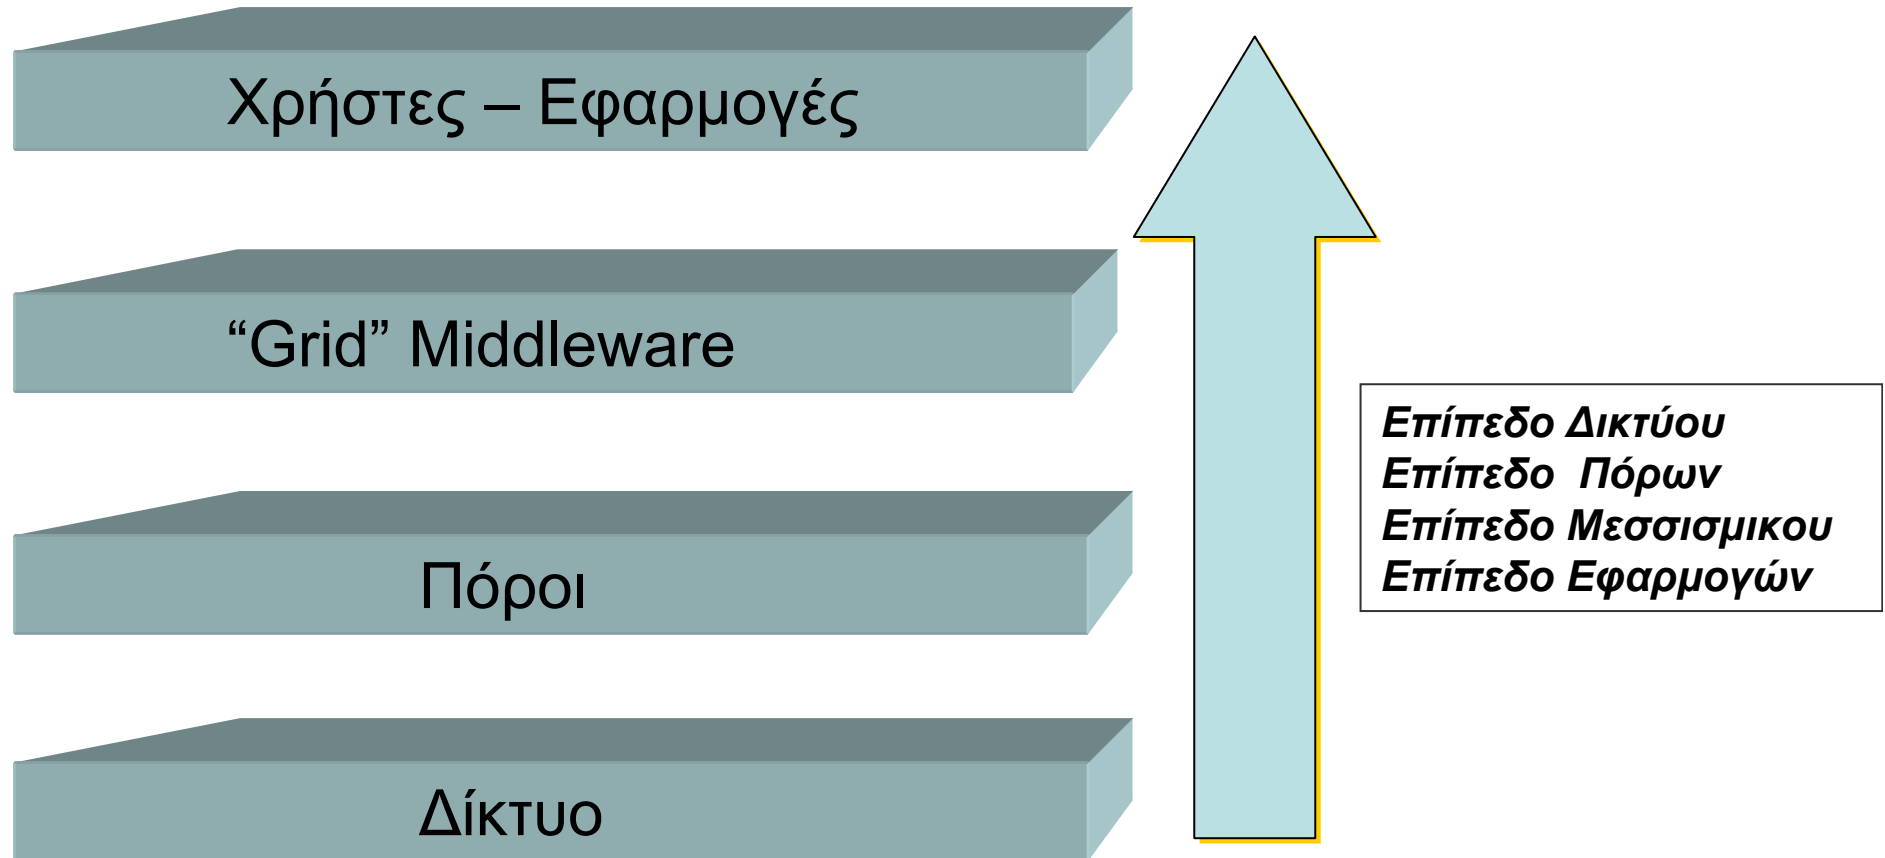 Χρήστες – Εφαρμογές
“Grid” Middleware
Πόροι
Δίκτυο
Επίπεδο Δικτύου
Επίπεδο Πόρων
Επίπεδο Μεσσισμικου
Επίπεδο Εφαρμογών